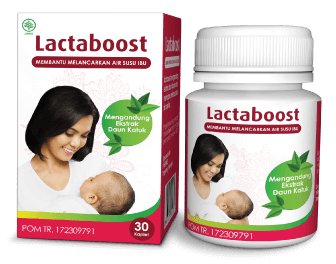 Lactaboost
MEMBANTU MELANCARKAN AIR SUSU IBU
Mengandung
Ekstrak
Daun Katuk
30
Kaplet
POM TR. 172309791
Lactaboost
MEMBANTU MELANCARKAN AIR SUSU IBU
Mengandung
Ekstrak
Daun Katuk
POM TR. 172309791